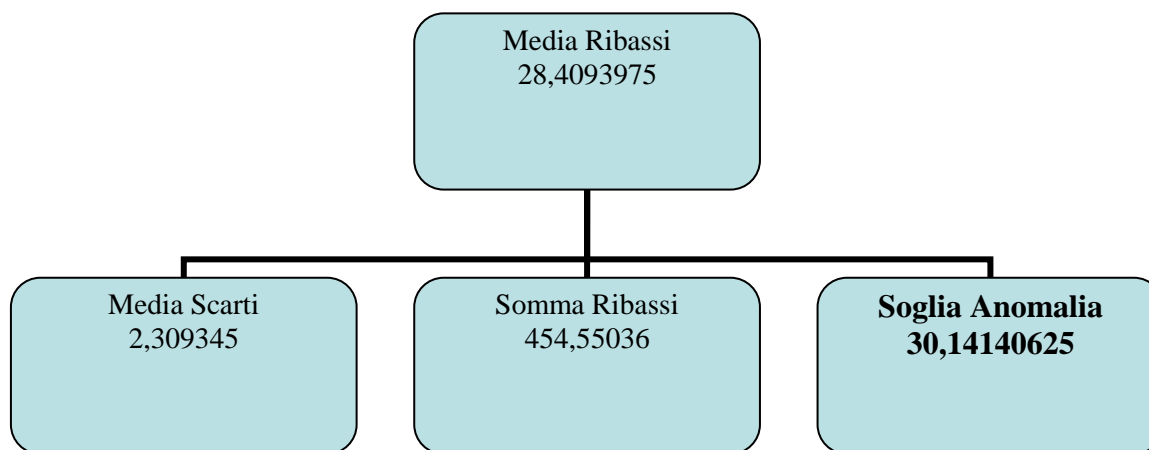 Media Ribassi
28,4093975
Media Scarti
2,309345
Somma Ribassi
454,55036
Soglia Anomalia
30,14140625